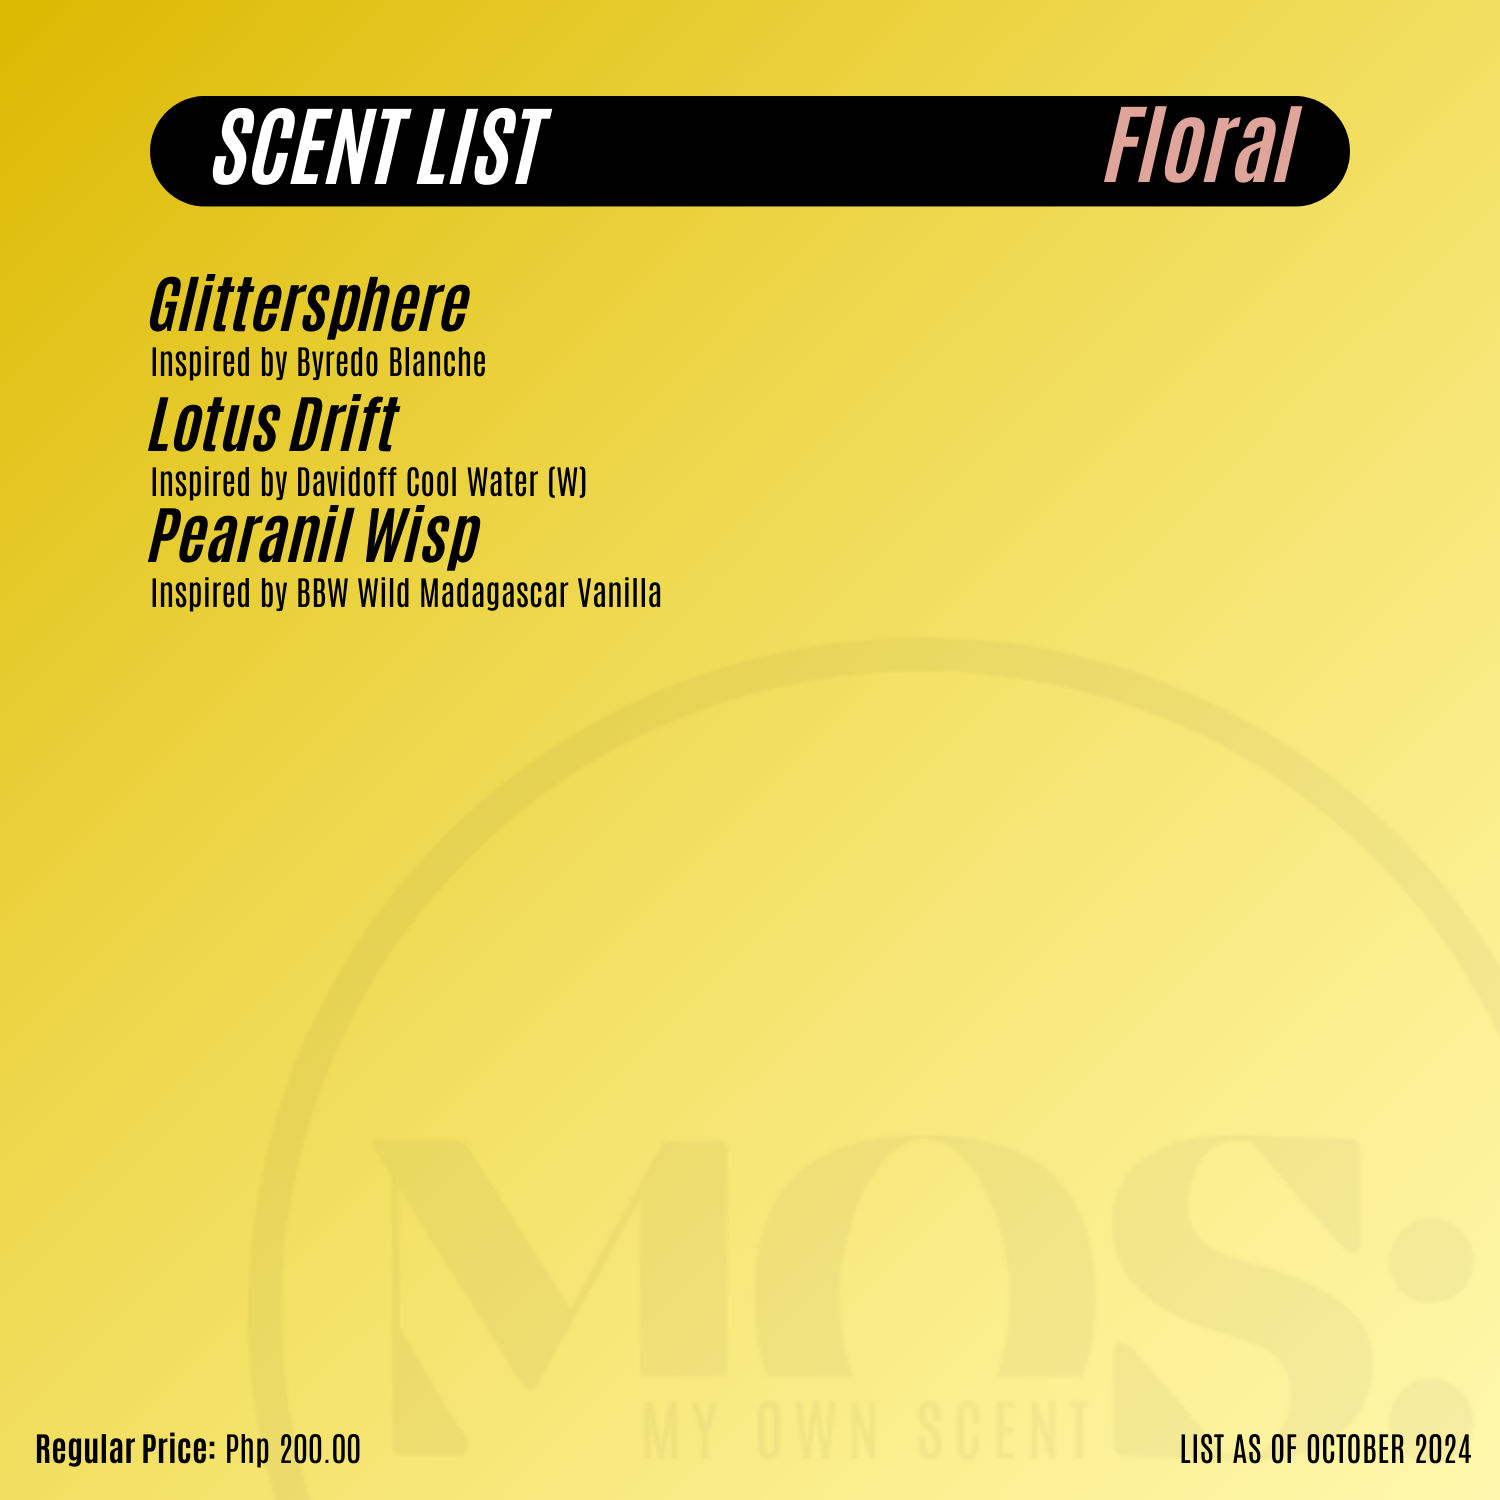 SCENT LIST
Floral
Glittersphere
Inspired by Byredo Blanche
Lotus Drift
Inspired by Davidoff Cool Water (W)
Pearanil Wisp
Inspired by BBW Wild Madagascar Vanilla
MOS:
MY OWN SCENT
Regular Price: Php 200.00
LIST AS OF OCTOBER 2024